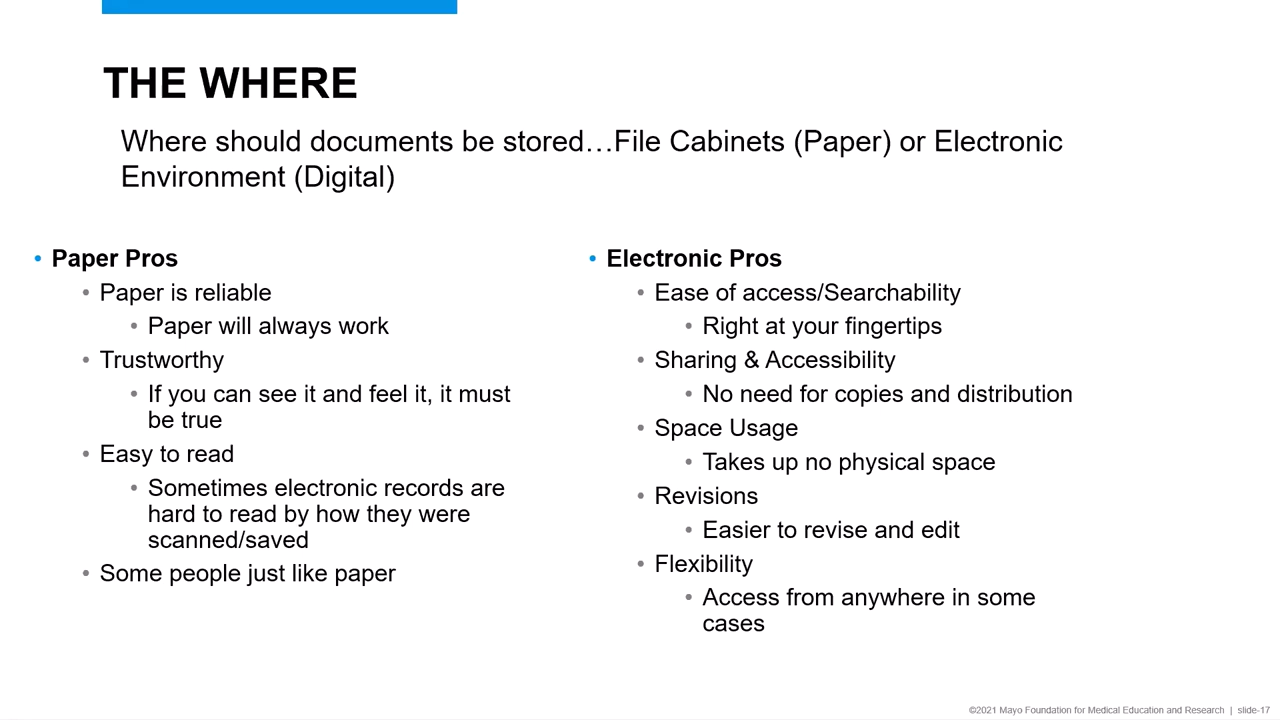 THE WHERE
Where should documents be stored…File Cabinets (Paper) or Electronic
Environment (Digital)
• Paper Pros
• Paper is reliable
• Paper will always work
• Trustworthy
• If you can see it and feel it, it must
be true
• Easy to read
• Sometimes electronic records are
hard to read by how they were
scanned/saved
• Some people just like paper
• Electronic Pros
• Ease of access/Searchability
• Right at your fingertips
• Sharing & Accessibility
• No need for copies and distribution
• Space Usage
• Takes up no physical space
• Revisions
• Easier to revise and edit
• Flexibility
• Access from anywhere in some
cases
©2021 Mayo Foundation for Medical Education and Research | slide-17